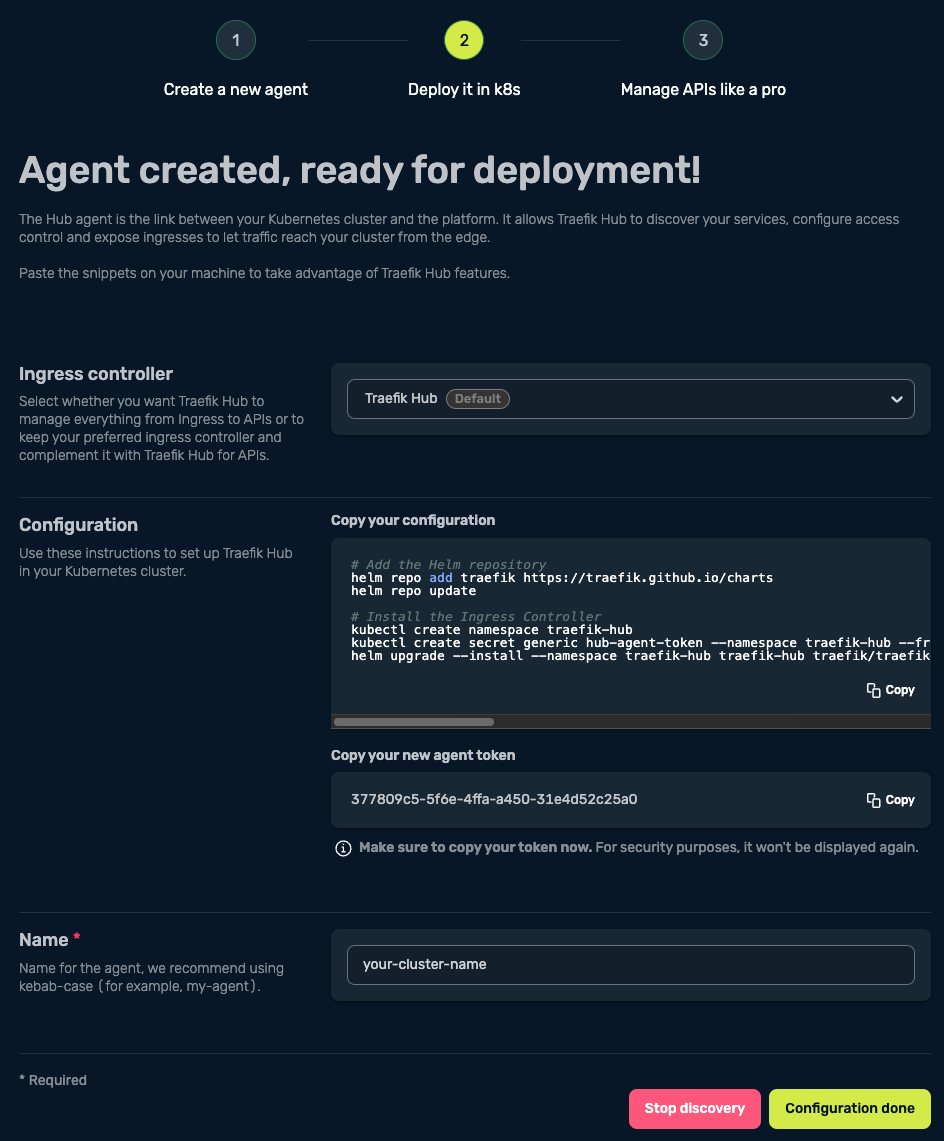 1
2
3
Create a new agent
Deploy it in k8s
Manage APIs like a pro
Agent created, ready for deployment!
The Hub agent is the link between your Kubernetes cluster and the platform. It allows Traefik Hub to discover your services, configure access
control and expose ingresses to let traffic reach your cluster from the edge.
Paste the snippets on your machine to take advantage of Traefik Hub features.
Ingress controller
Select whether you want Traefik Hub to
manage everything from Ingress to APIs or to
keep your preferred ingress controller and
complement it with Traefik Hub for APIs.
Traefik Hub Default
Configuration
Use these instructions to set up Traefik Hub
in your Kubernetes cluster.
Copy your configuration
# Add the Helm repository
helm repo add traefik https://traefik.github.io/charts
helm repo update
# Install the Ingress Controller
kubectl create namespace traefik-hub
kubectl create secret generic hub-agent-token --namespace traefik-hub --fr
helm upgrade --install --namespace traefik-hub traefik-hub traefik/traefik
Copy
Copy your new agent token
377809c5-5f6e-4ffa-a450-31e4d52c25a0
Copy
Make sure to copy your token now. For security purposes, it won't be displayed again.
Name *
Name for the agent, we recommend using
kebab-case (for example, my-agent).
your-cluster-name
* Required
Stop discovery
Configuration done